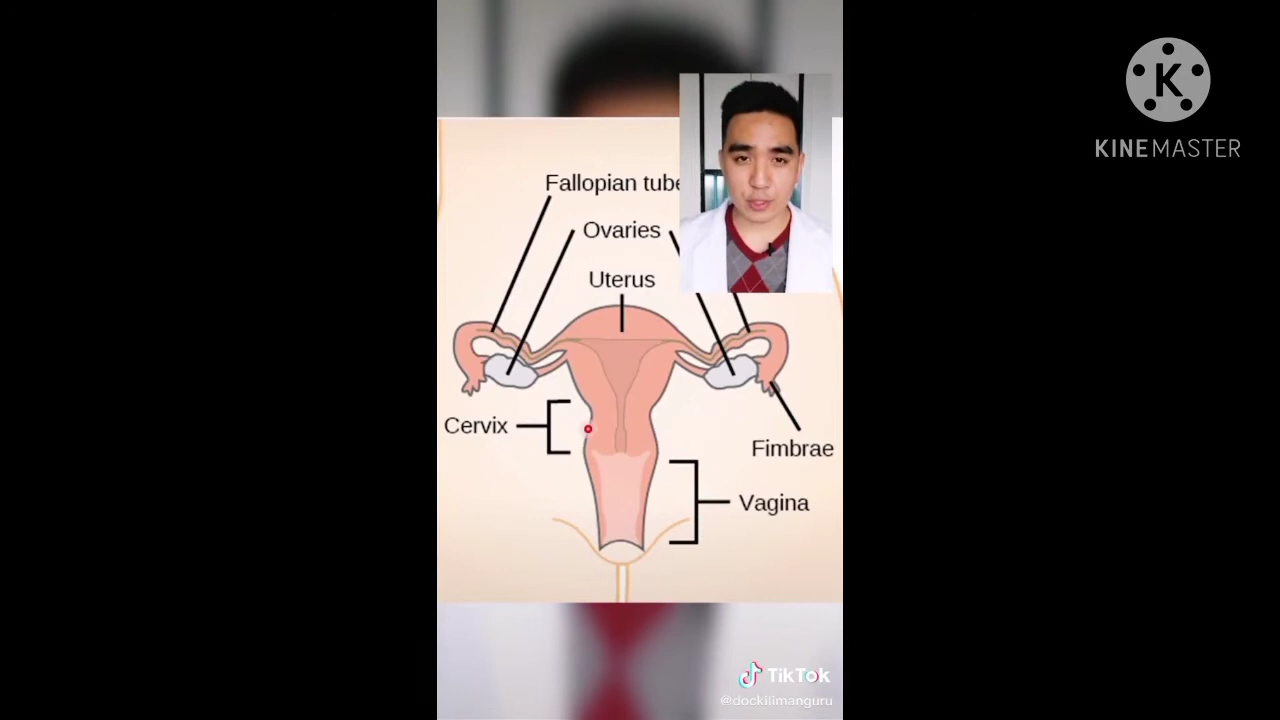 K
KINEMASTER
Fallopian tube
Ovaries
Uterus
Cervix
Fimbrae
Vagina
TikTok
@dockilimanguru